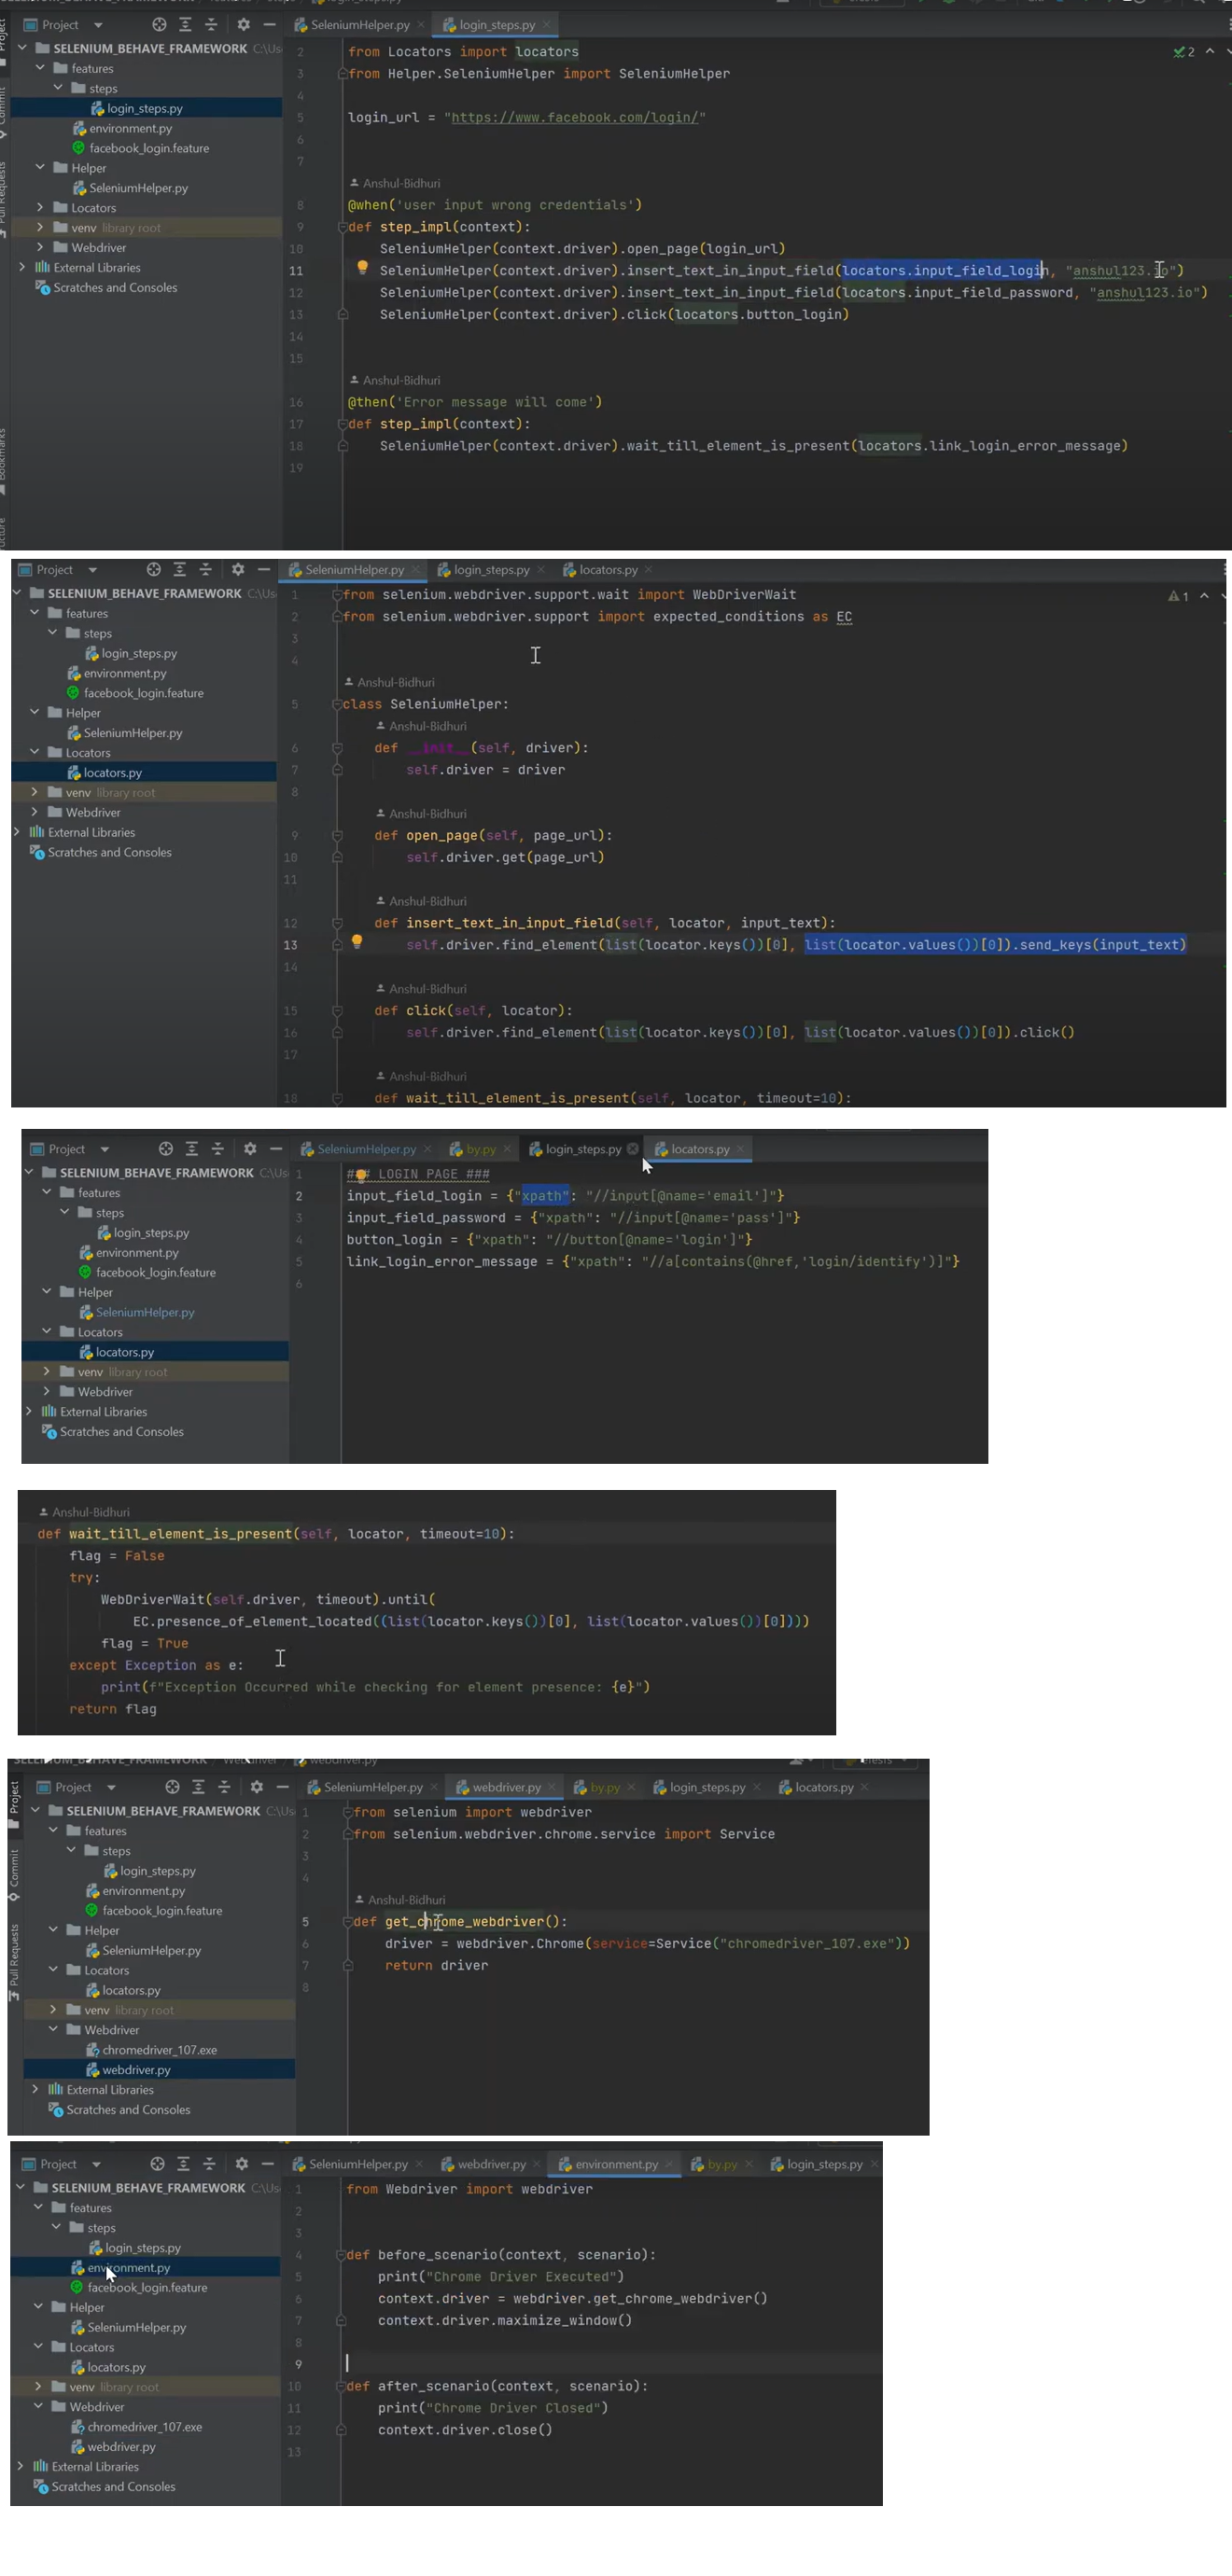 Project
SeleniumHelper.py
login_steps.py
SELENIUM_BEHAVE_FRAMEWORK C:\Us
features
steps
login_steps.py
environment.py
facebook_login.feature
Helper
SeleniumHelper.py
Locators
venv library root
Webdriver
External Libraries
Scratches and Consoles
Project
Commit
Pull Requests
Bookmarks
2
2 from Locators import locators
3 from Helper.SeleniumHelper import SeleniumHelper
4
5 login_url = "https://www.facebook.com/login/"
6
7
Anshul-Bidhuri
8 @when('user input wrong credentials')
9 def step_impl(context):
10 SeleniumHelper(context.driver).open_page(login_url)
11 SeleniumHelper(context.driver).insert_text_in_input_field(locators.input_field_login, "anshul123.io")
12 SeleniumHelper(context.driver).insert_text_in_input_field(locators.input_field_password, "anshul123.io")
13 SeleniumHelper(context.driver).click(locators.button_login)
14
15
Anshul-Bidhuri
16 @then('Error message will come')
17 def step_impl(context):
18 SeleniumHelper(context.driver).wait_till_element_is_present(locators.link_login_error_message)
19
Project
SeleniumHelper.py
login_steps.py
locators.py
SELENIUM_BEHAVE_FRAMEWORK C:\Us
features
steps
login_steps.py
environment.py
facebook_login.feature
Helper
SeleniumHelper.py
Locators
locators.py
venv library root
Webdriver
External Libraries
Scratches and Consoles
1
1 from selenium.webdriver.support.wait import WebDriverWait
2 from selenium.webdriver.support import expected_conditions as EC
3
4
Anshul-Bidhuri
5 class SeleniumHelper:
Anshul-Bidhuri
6 def __init__(self, driver):
7 self.driver = driver
8
Anshul-Bidhuri
9 def open_page(self, page_url):
10 self.driver.get(page_url)
11
Anshul-Bidhuri
12 def insert_text_in_input_field(self, locator, input_text):
13 self.driver.find_element(list(locator.keys())[0], list(locator.values())[0]).send_keys(input_text)
14
Anshul-Bidhuri
15 def click(self, locator):
16 self.driver.find_element(list(locator.keys())[0], list(locator.values())[0]).click()
17
Anshul-Bidhuri
18 def wait_till_element_is_present(self, locator, timeout=10):
Project
SeleniumHelper.py
by.py
login_steps.py
locators.py
SELENIUM_BEHAVE_FRAMEWORK C:\Us
features
steps
login_steps.py
environment.py
facebook_login.feature
Helper
SeleniumHelper.py
Locators
locators.py
venv library root
Webdriver
External Libraries
Scratches and Consoles
1 ### LOGIN PAGE ###
2 input_field_login = {"xpath": "//input[@name='email']"}
3 input_field_password = {"xpath": "//input[@name='pass']"}
4 button_login = {"xpath": "//button[@name='login']"}
5 link_login_error_message = {"xpath": "//a[contains(@href,'login/identify')]"}
6
Anshul-Bidhuri
def wait_till_element_is_present(self, locator, timeout=10):
flag = False
try:
WebDriverWait(self.driver, timeout).until(
EC.presence_of_element_located((list(locator.keys())[0], list(locator.values())[0])))
flag = True
except Exception as e:
print(f"Exception Occurred while checking for element presence: {e}")
return flag
SELENIUM_BEHAVE_FRAMEWORK
Webdriver
webdriver.py
Project
SeleniumHelper.py
webdriver.py
by.py
login_steps.py
locators.py
Project
Commit
Pull Requests
SELENIUM_BEHAVE_FRAMEWORK C:\Us
features
steps
login_steps.py
environment.py
facebook_login.feature
Helper
SeleniumHelper.py
Locators
locators.py
venv library root
Webdriver
chromedriver_107.exe
webdriver.py
External Libraries
Scratches and Consoles
1 from selenium import webdriver
2 from selenium.webdriver.chrome.service import Service
3
4
Anshul-Bidhuri
5 def get_chrome_webdriver():
6 driver = webdriver.Chrome(service=Service("chromedriver_107.exe"))
7 return driver
8
Project
SeleniumHelper.py
webdriver.py
environment.py
by.py
login_steps.py
SELENIUM_BEHAVE_FRAMEWORK C:\Us
features
steps
login_steps.py
environment.py
facebook_login.feature
Helper
SeleniumHelper.py
Locators
locators.py
venv library root
Webdriver
chromedriver_107.exe
webdriver.py
External Libraries
Scratches and Consoles
1 from Webdriver import webdriver
2
3
4 def before_scenario(context, scenario):
5 print("Chrome Driver Executed")
6 context.driver = webdriver.get_chrome_webdriver()
7 context.driver.maximize_window()
8
9
10 def after_scenario(context, scenario):
11 print("Chrome Driver Closed")
12 context.driver.close()
13